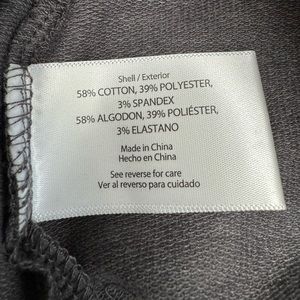 Shell / Exterior
58% COTTON, 39% POLYESTER,
3% SPANDEX
58% ALGODON, 39% POLIÉSTER,
3% ELASTANO
Made in China
Hecho en China
See reverse for care
Ver al reverso para cuidado